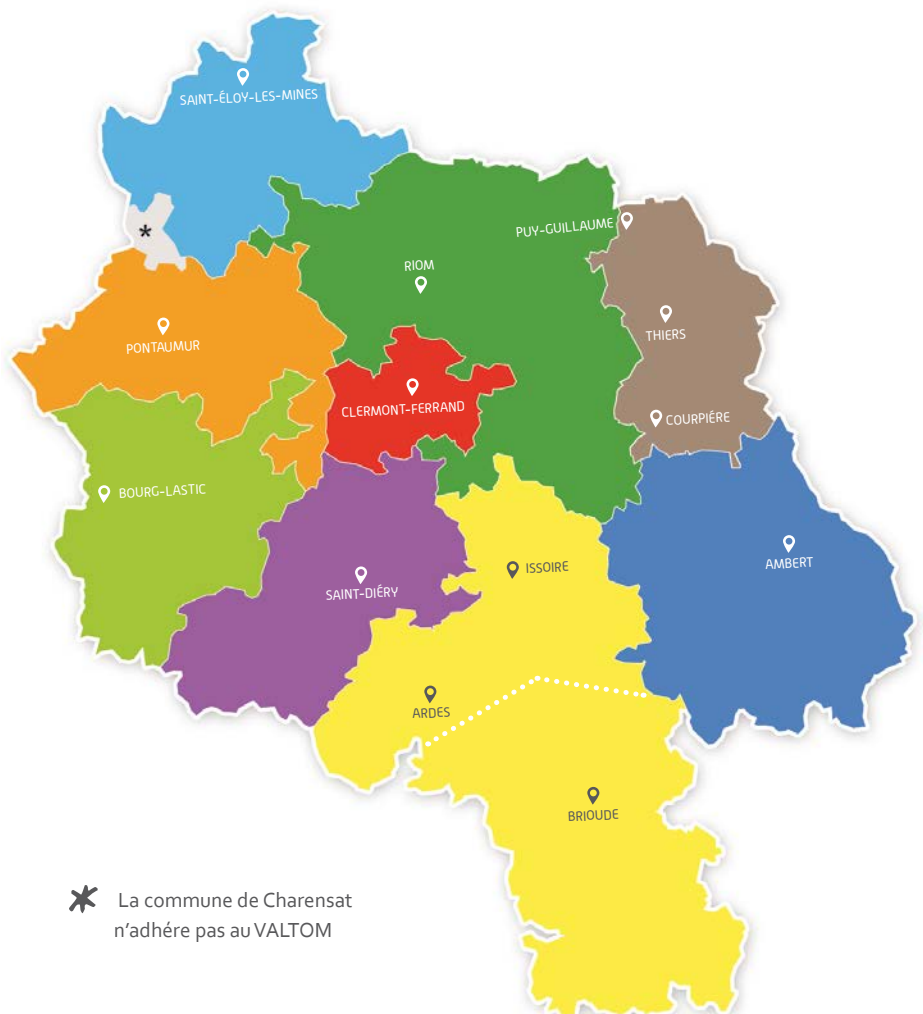 SAINT-ÉLOY-LES-MINES
PUY-GUILLAUME
*
RIOM
THIERS
PONTAUMUR
CLERMONT-FERRAND
COURPIÉRE
BOURG-LASTIC
AMBERT
ISSOIRE
SAINT-DIÉRY
ARDES
BRIOUDE
* La commune de Charensat
n'adhére pas au VALTOM